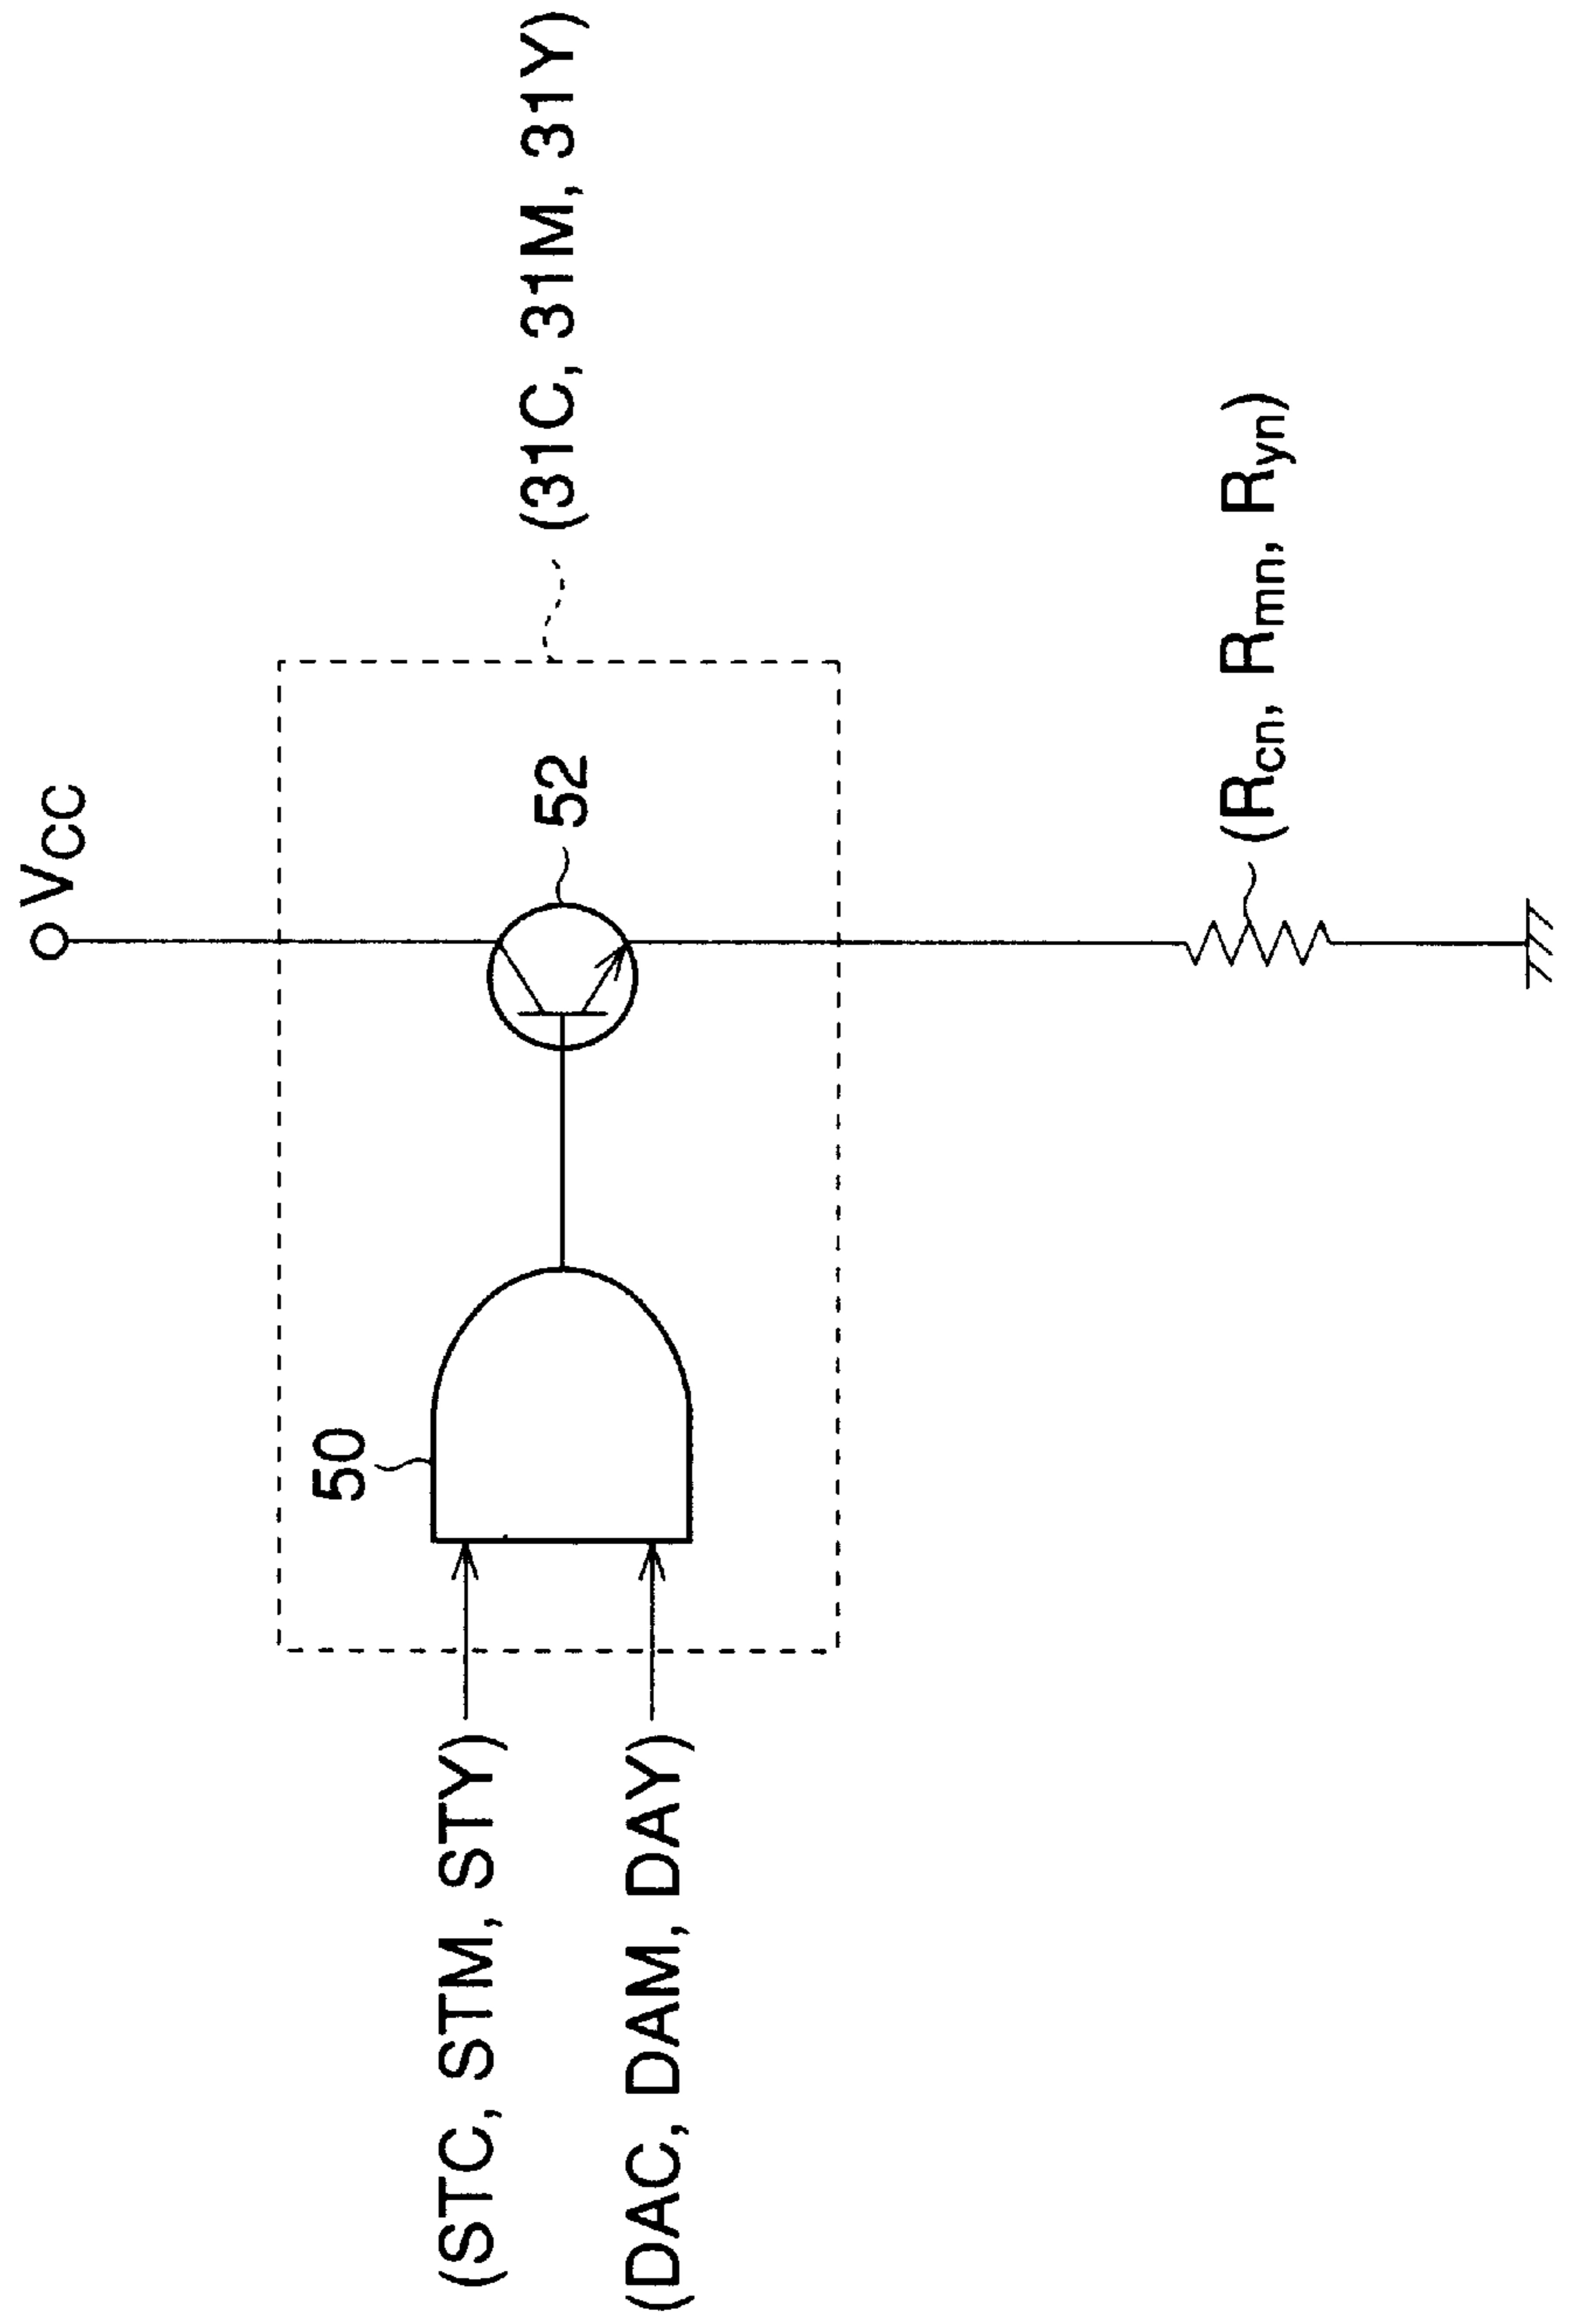 VCC
(31C, 31M, 31Y)
52
50
(STC, STM, STY)
(DAC, DAM, DAY)
(Rcn, Rmn, Ryn)